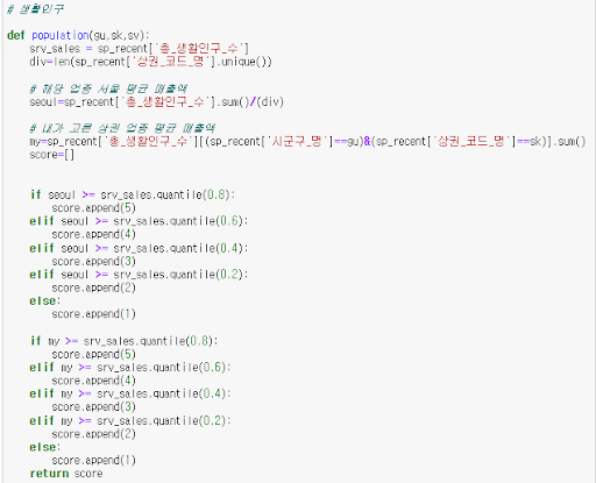 # 생활인구
def population(gu,sk,sv):
    srv_sales = sp_recent['총_생활인구_수']
    div=len(sp_recent['상권_코드_명'].unique())
    # 해당 업종 서울 평균 매출액
    seoul=sp_recent['총_생활인구_수'].sum()/(div)
    # 내가 고른 상권 업종 평균 매출액
    my=sp_recent['총_생활인구_수'][(sp_recent['시군구_명']==gu)&(sp_recent['상권_코드_명']==sk)].sum()
    score=[]
    if seoul >= srv_sales.quantile(0.8):
        score.append(5)
    elif seoul >= srv_sales.quantile(0.6):
        score.append(4)
    elif seoul >= srv_sales.quantile(0.4):
        score.append(3)
    elif seoul >= srv_sales.quantile(0.2):
        score.append(2)
    else:
        score.append(1)
    if my >= srv_sales.quantile(0.8):
        score.append(5)
    elif my >= srv_sales.quantile(0.6):
        score.append(4)
    elif my >= srv_sales.quantile(0.4):
        score.append(3)
    elif my >= srv_sales.quantile(0.2):
        score.append(2)
    else:
        score.append(1)
    return score